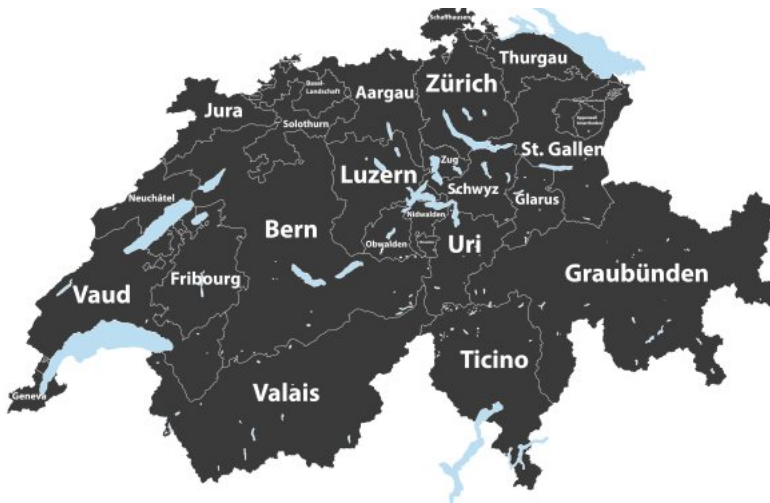 Schaffhausen
Thurgau
Zürich
Basel-
Landschaft
Aargau
Jura
Solothurn
Appenzell
Innerrhoden
St. Gallen
Zug
Luzern
Schwyz
Neuchâtel
Glarus
Nidwalden
Bern
Obwalden
Uri
Graubünden
Fribourg
Vaud
Ticino
Valais
Geneva